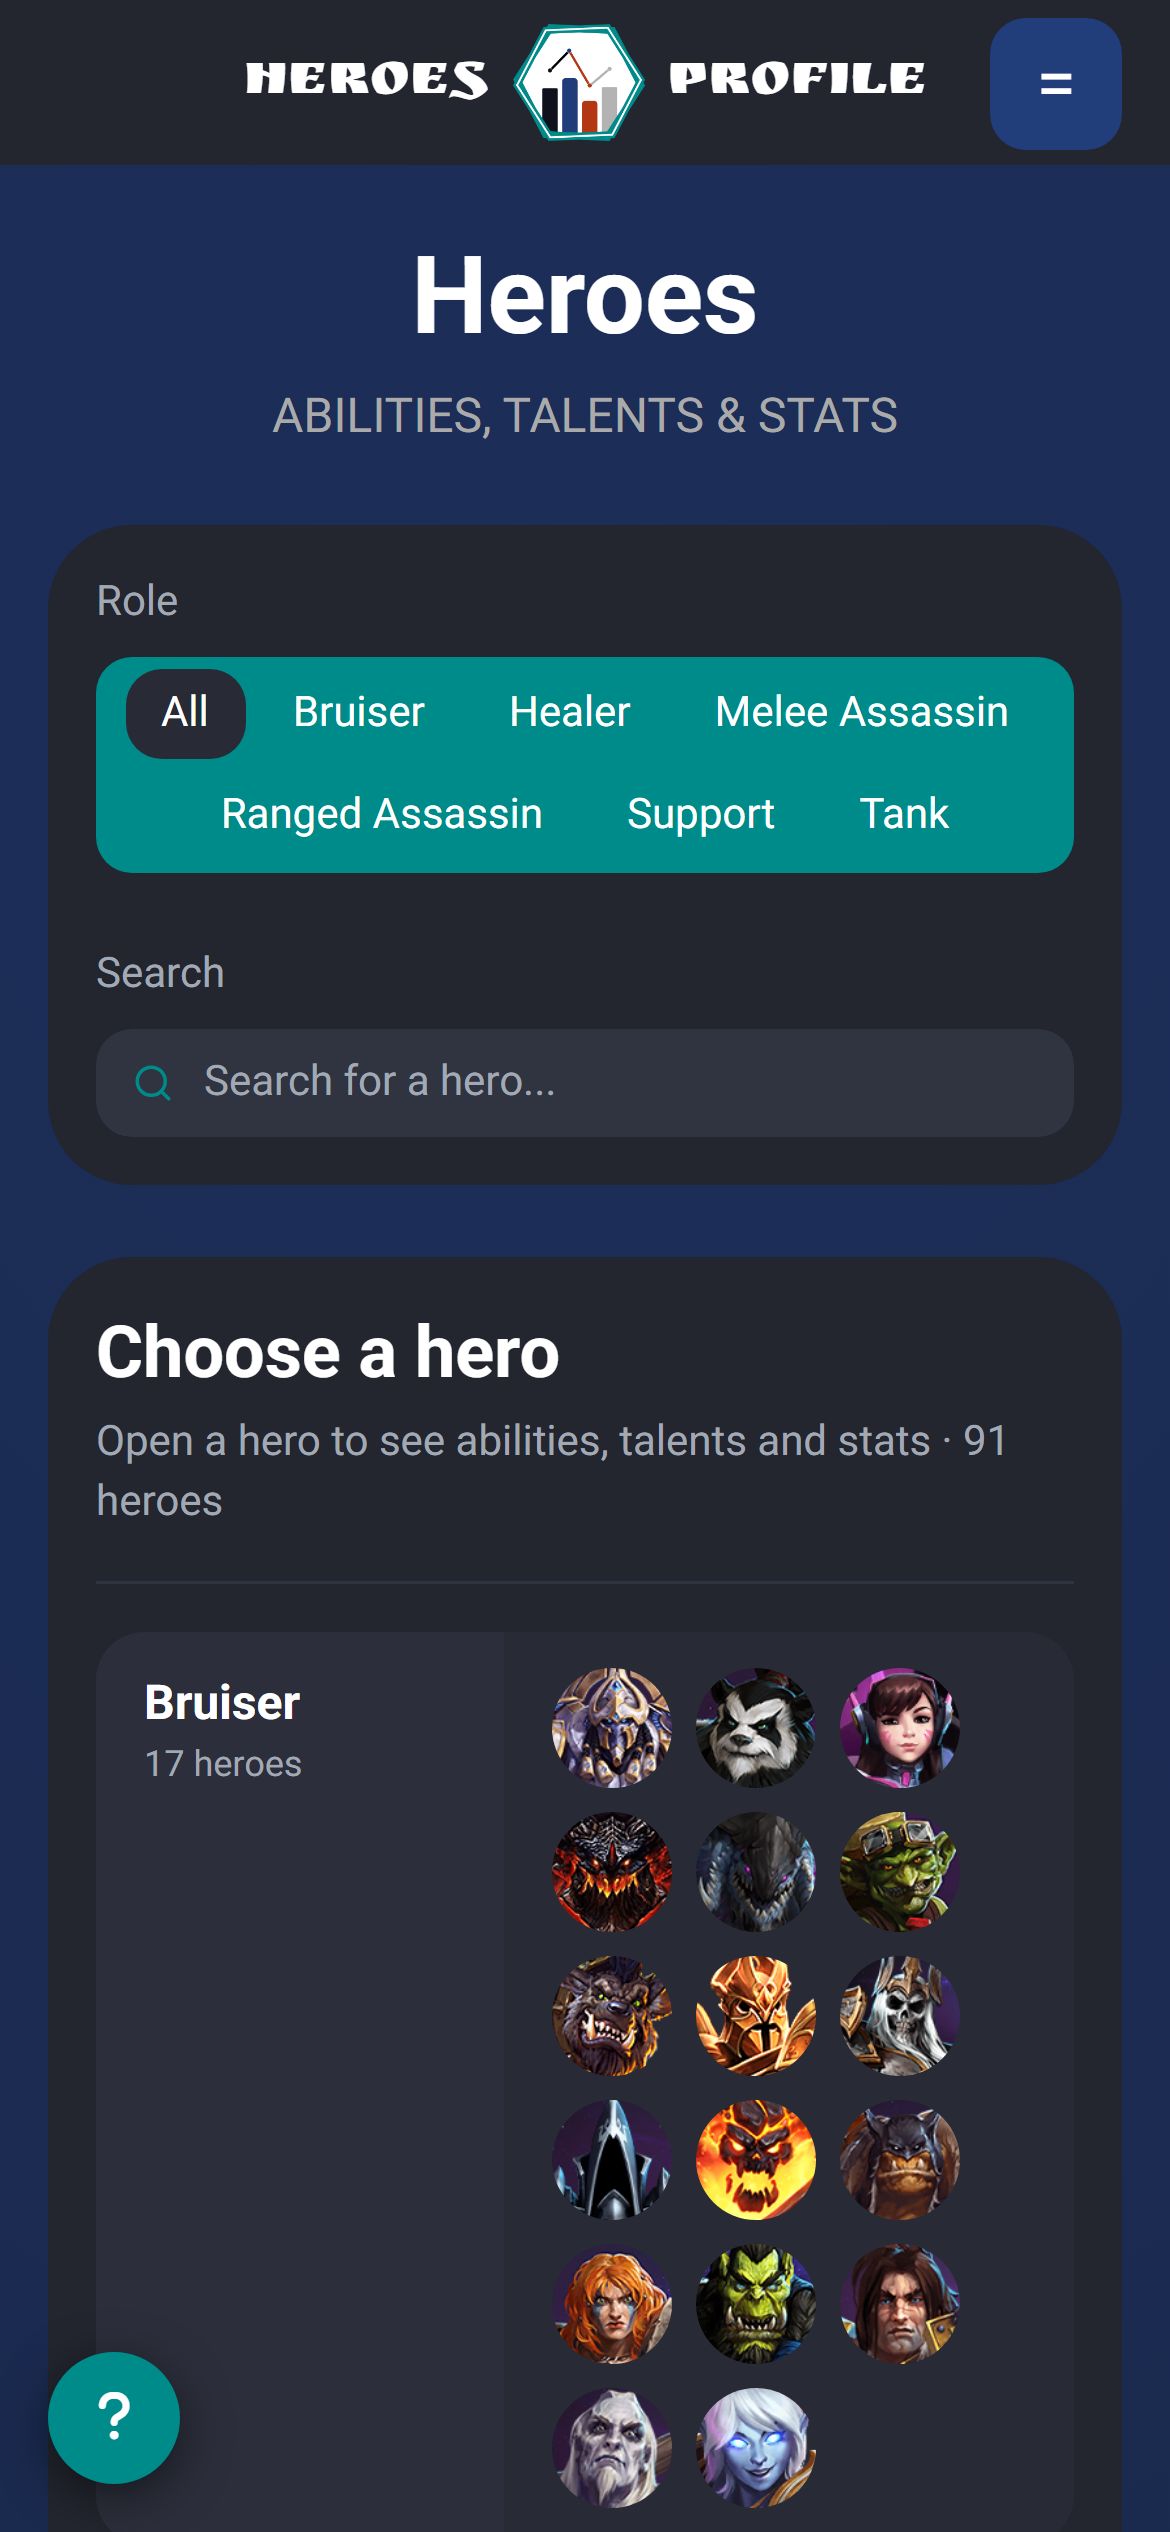 HEROES PROFILE
=
Heroes
ABILITIES, TALENTS & STATS
Role
All Bruiser Healer Melee Assassin
Ranged Assassin Support Tank
Search
Search for a hero...
Choose a hero
Open a hero to see abilities, talents and stats · 91
heroes
Bruiser
17 heroes
?